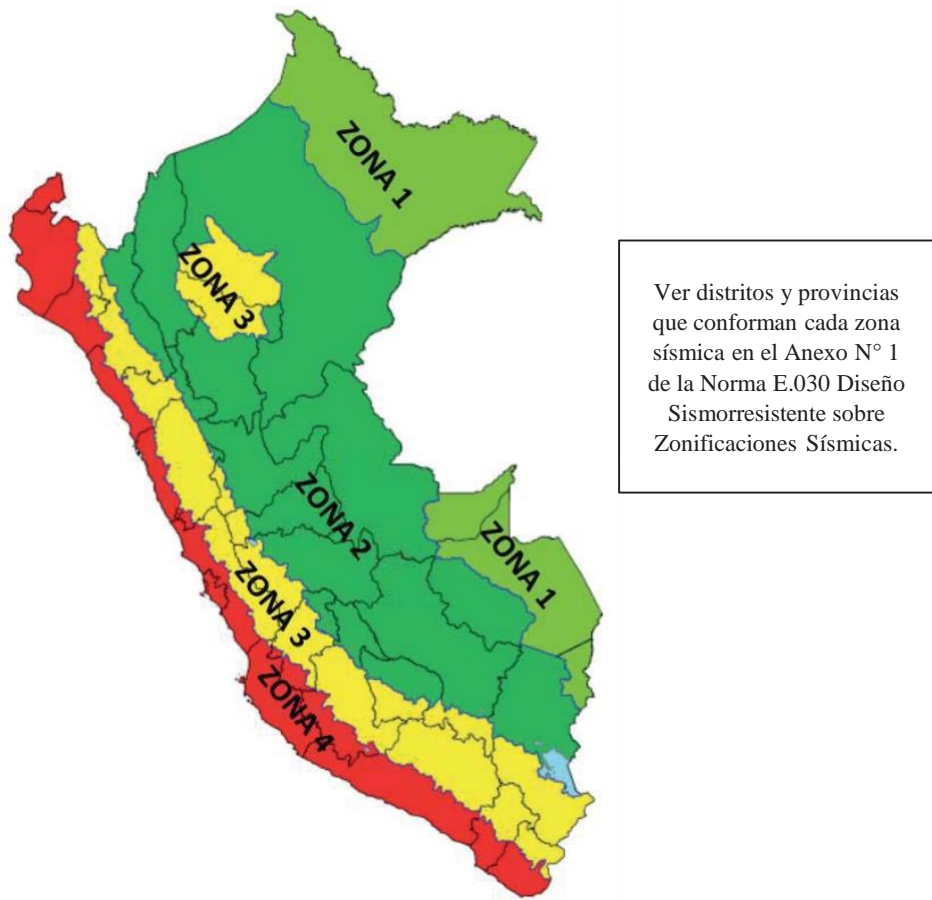 ZONA 1
ZONA 3
ZONA 2
ZONA 1
ZONA 3
ZONA 4
Ver distritos y provincias
que conforman cada zona
sísmica en el Anexo N° 1
de la Norma E.030 Diseño
Sismorresistente sobre
Zonificaciones Sísmicas.